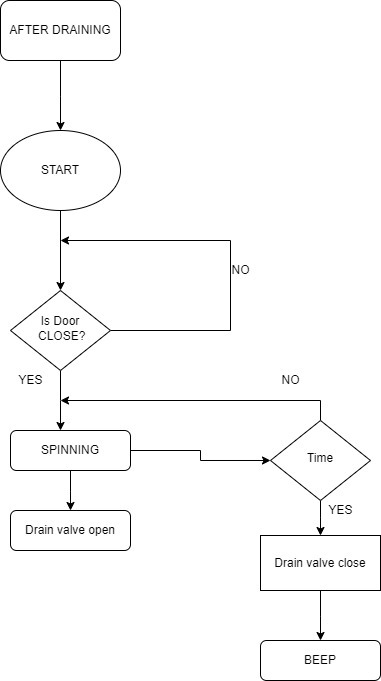 AFTER DRAINING
START
NO
Is Door
CLOSE?
YES
NO
SPINNING
Time
YES
Drain valve open
Drain valve close
BEEP